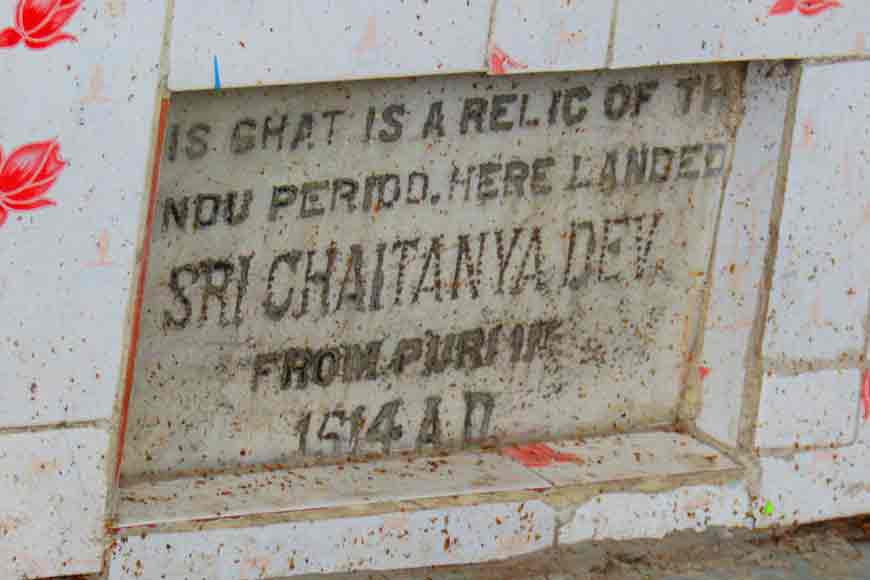 IS GHAT IS A RELIC OF TH
NDU PERIOD. HERE LANDED
SRI CHAITANYA DEV.
FROM PURI IN
1514 A D